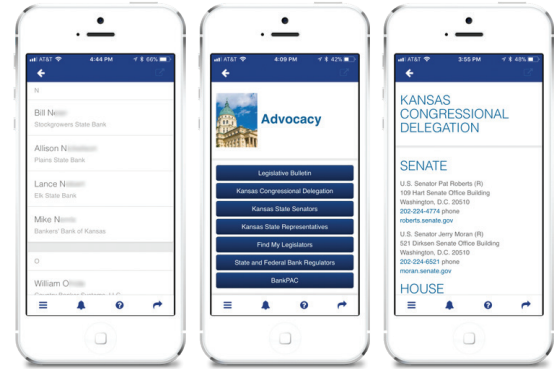 AT&T 4:44 PM 66%
N
Bill N
Stockgrowers State Bank
Allison N
Plains State Bank
Lance N
Elk State Bank
Mike N
Bankers' Bank of Kansas
O
William O
AT&T 4:09 PM 42%
Advocacy
Legislative Bulletin
Kansas Congressional Delegation
Kansas State Senators
Kansas State Representatives
Find My Legislators
State and Federal Bank Regulators
BankPAC
AT&T 3:55 PM 48%
KANSAS
CONGRESSIONAL
DELEGATION
SENATE
U.S. Senator Pat Roberts (R)
109 Hart Senate Office Building
Washington, D.C. 20510
202-224-4774 phone
roberts.senate.gov
U.S. Senator Jerry Moran (R)
521 Dirksen Senate Office Building
Washington, D.C. 20510
202-224-6521 phone
moran.senate.gov
HOUSE